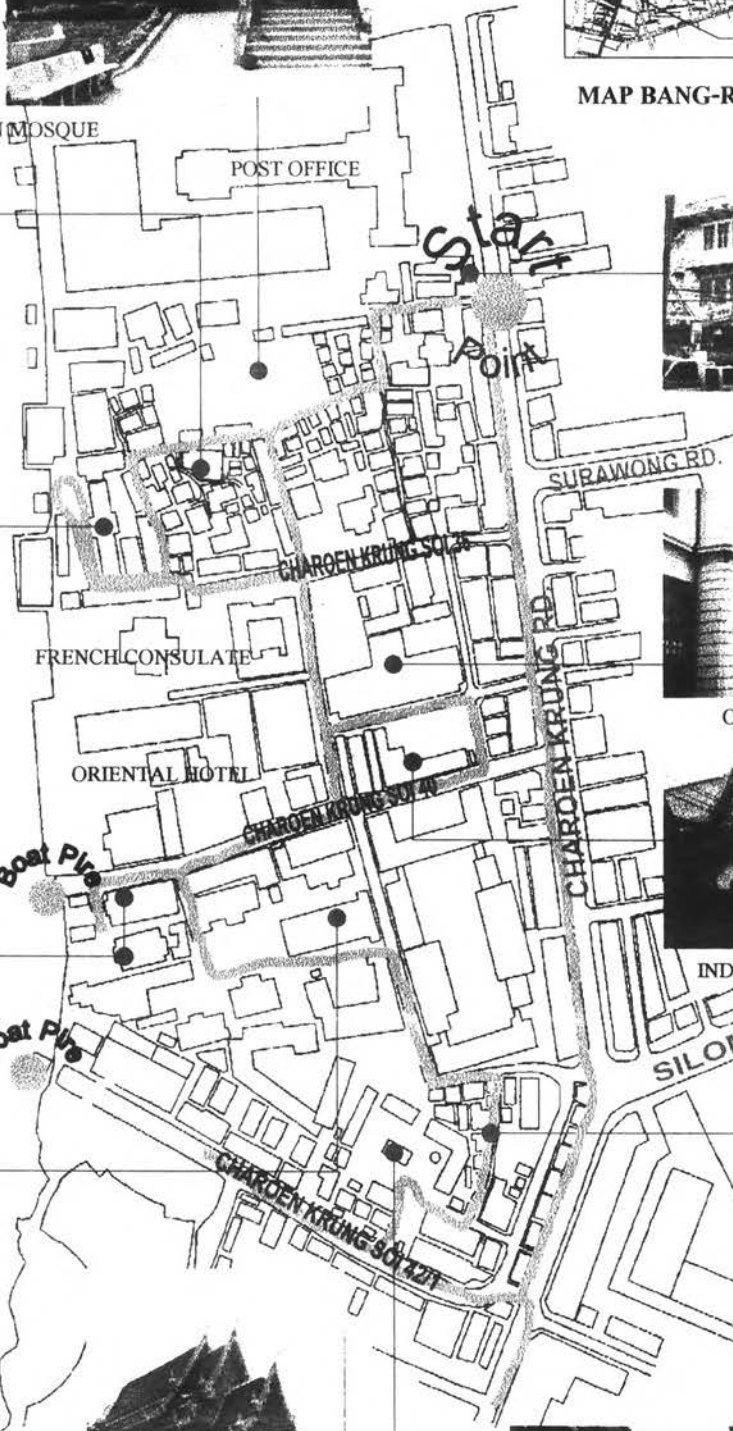 MAP BANG-R
MOSQUE
POST OFFICE
Start
Point
SURAWONG RD.
CHAROEN KRUNG SOI 36
CHAROEN KRUNG RD
FRENCH CONSULATE
ORIENTAL HOTEL
CHAROEN KRUNG SOI 40
Boat Pire
IND
oat Pire
SILO
CHAROEN KRUNG SOI 42/1